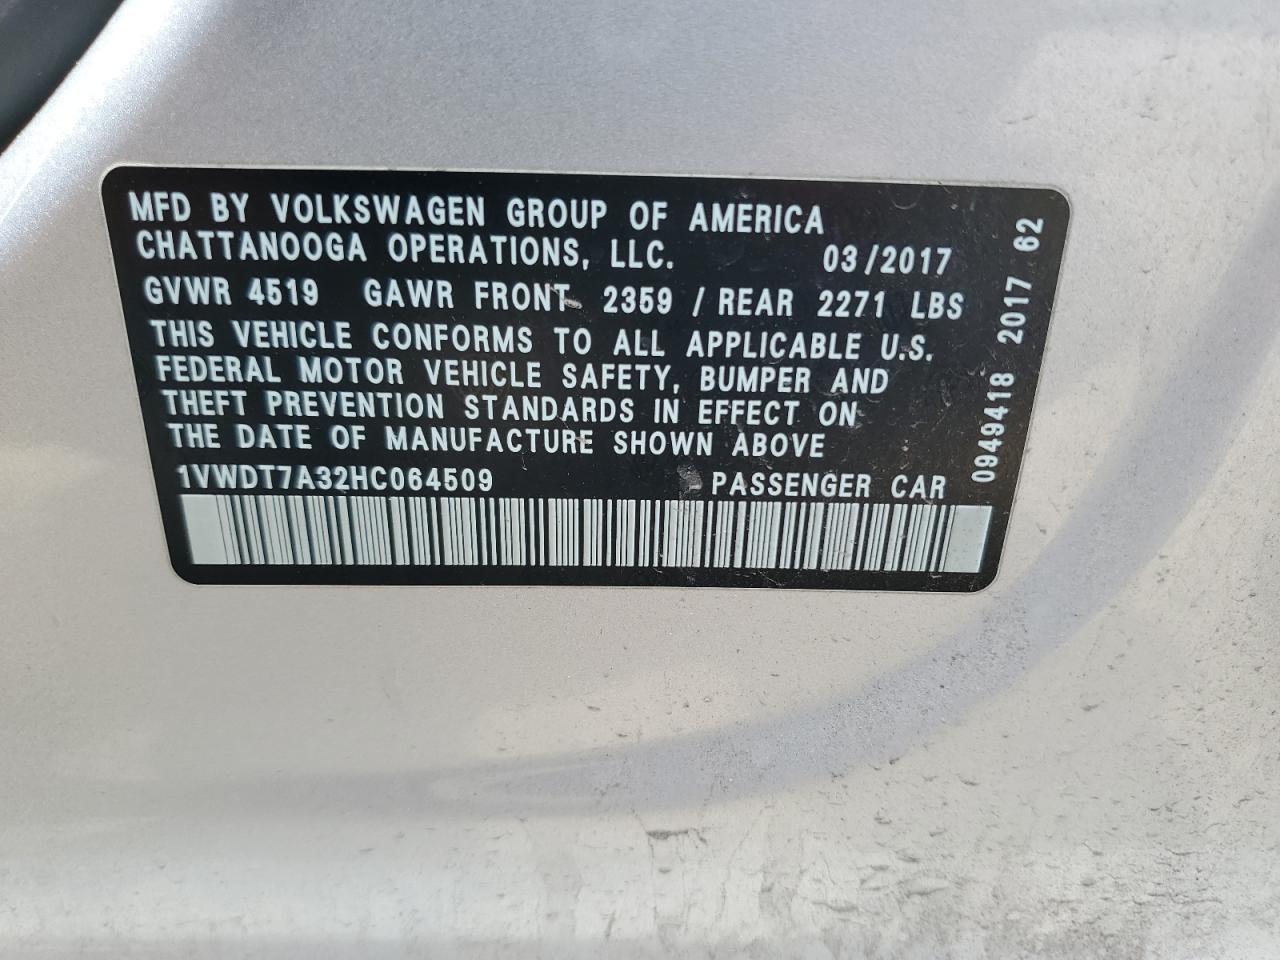 MFD BY VOLKSWAGEN GROUP OF AMERICA
CHATTANOOGA OPERATIONS, LLC. 03/2017
GVWR 4519 GAWR FRONT 2359 / REAR 2271 LBS
THIS VEHICLE CONFORMS TO ALL APPLICABLE U.S.
FEDERAL MOTOR VEHICLE SAFETY, BUMPER AND
THEFT PREVENTION STANDARDS IN EFFECT ON
THE DATE OF MANUFACTURE SHOWN ABOVE
1VWDT7A32HC064509 PASSENGER CAR
0949418 2017 62